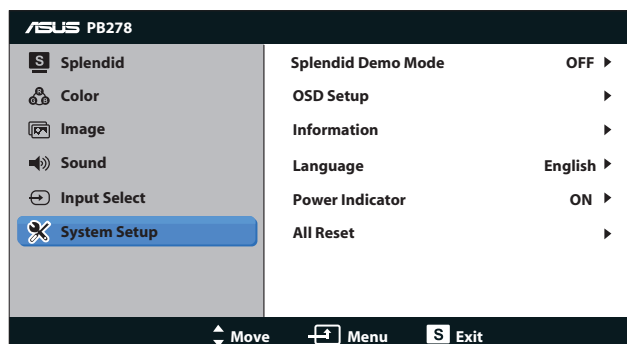 ASUS PB278
S Splendid
Color
Image
Sound
Input Select
System Setup
Splendid Demo Mode OFF
OSD Setup
Information
Language English
Power Indicator ON
All Reset
Move Menu S Exit